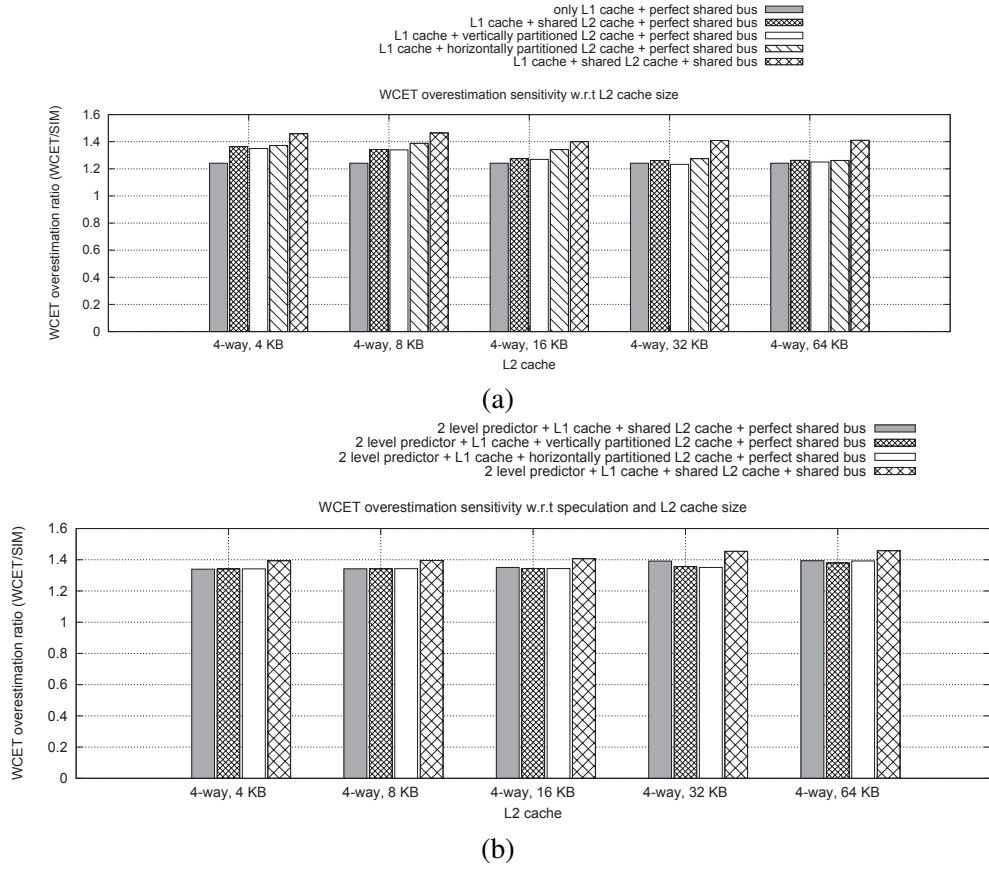 only L1 cache + perfect shared bus
L1 cache + shared L2 cache + perfect shared bus
L1 cache + vertically partitioned L2 cache + perfect shared bus
L1 cache + horizontally partitioned L2 cache + perfect shared bus
L1 cache + shared L2 cache + shared bus
WCET overestimation sensitivity w.r.t L2 cache size
WCET overestimation ratio (WCET/SIM)
1.6
1.4
1.2
1
0.8
0.6
0.4
0.2
0
4-way, 4 KB 4-way, 8 KB 4-way, 16 KB 4-way, 32 KB 4-way, 64 KB
L2 cache
(a)
2 level predictor + L1 cache + shared L2 cache + perfect shared bus
2 level predictor + L1 cache + vertically partitioned L2 cache + perfect shared bus
2 level predictor + L1 cache + horizontally partitioned L2 cache + perfect shared bus
2 level predictor + L1 cache + shared L2 cache + shared bus
WCET overestimation sensitivity w.r.t speculation and L2 cache size
WCET overestimation ratio (WCET/SIM)
1.6
1.4
1.2
1
0.8
0.6
0.4
0.2
0
4-way, 4 KB 4-way, 8 KB 4-way, 16 KB 4-way, 32 KB 4-way, 64 KB
L2 cache
(b)